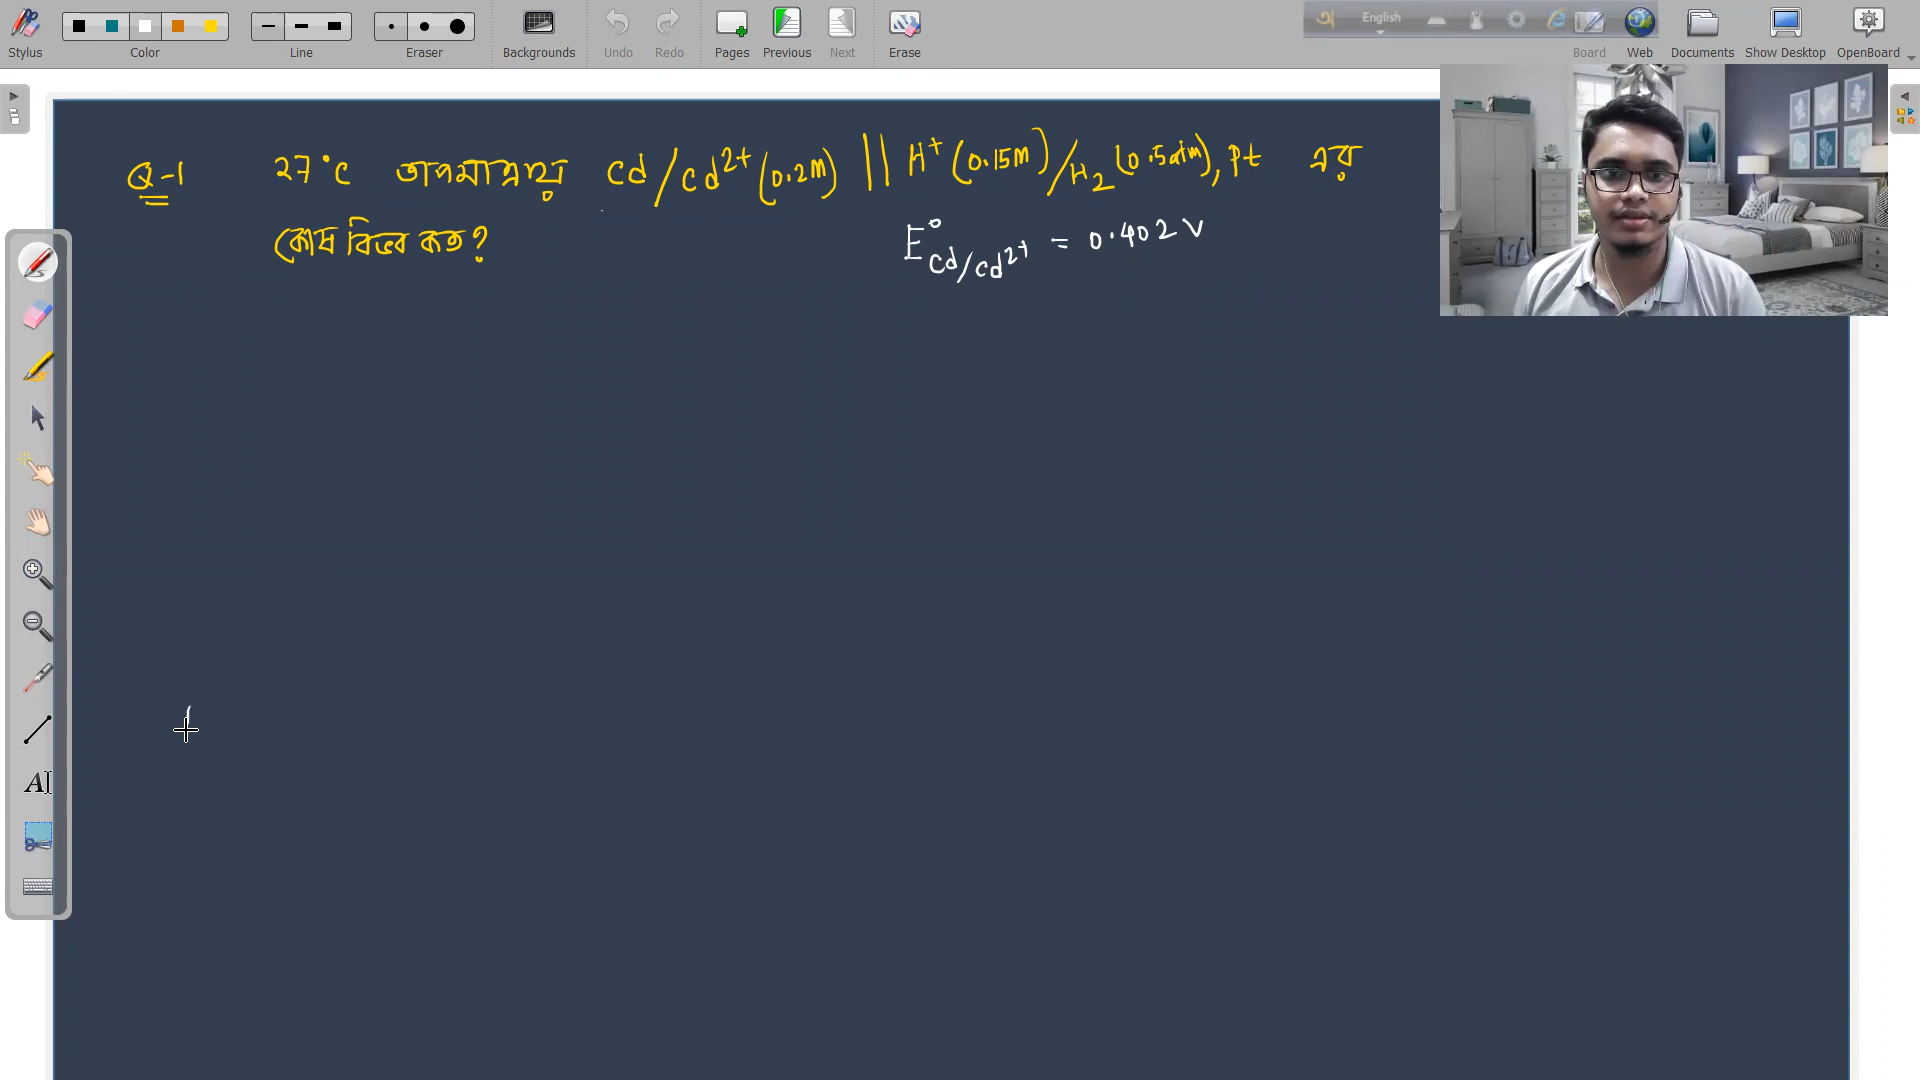 Stylus Color Line Eraser Backgrounds Undo Redo Pages Previous Next Erase English Board Web Documents Show Desktop OpenBoard
Q-1 27°C তাপমাত্রায় Cd/Cd²⁺(0.2M) || H⁺(0.15M)/H₂(0.5atm), Pt এর
কোষ বিভব কত?
E°Cd/Cd²⁺ = 0.402 V